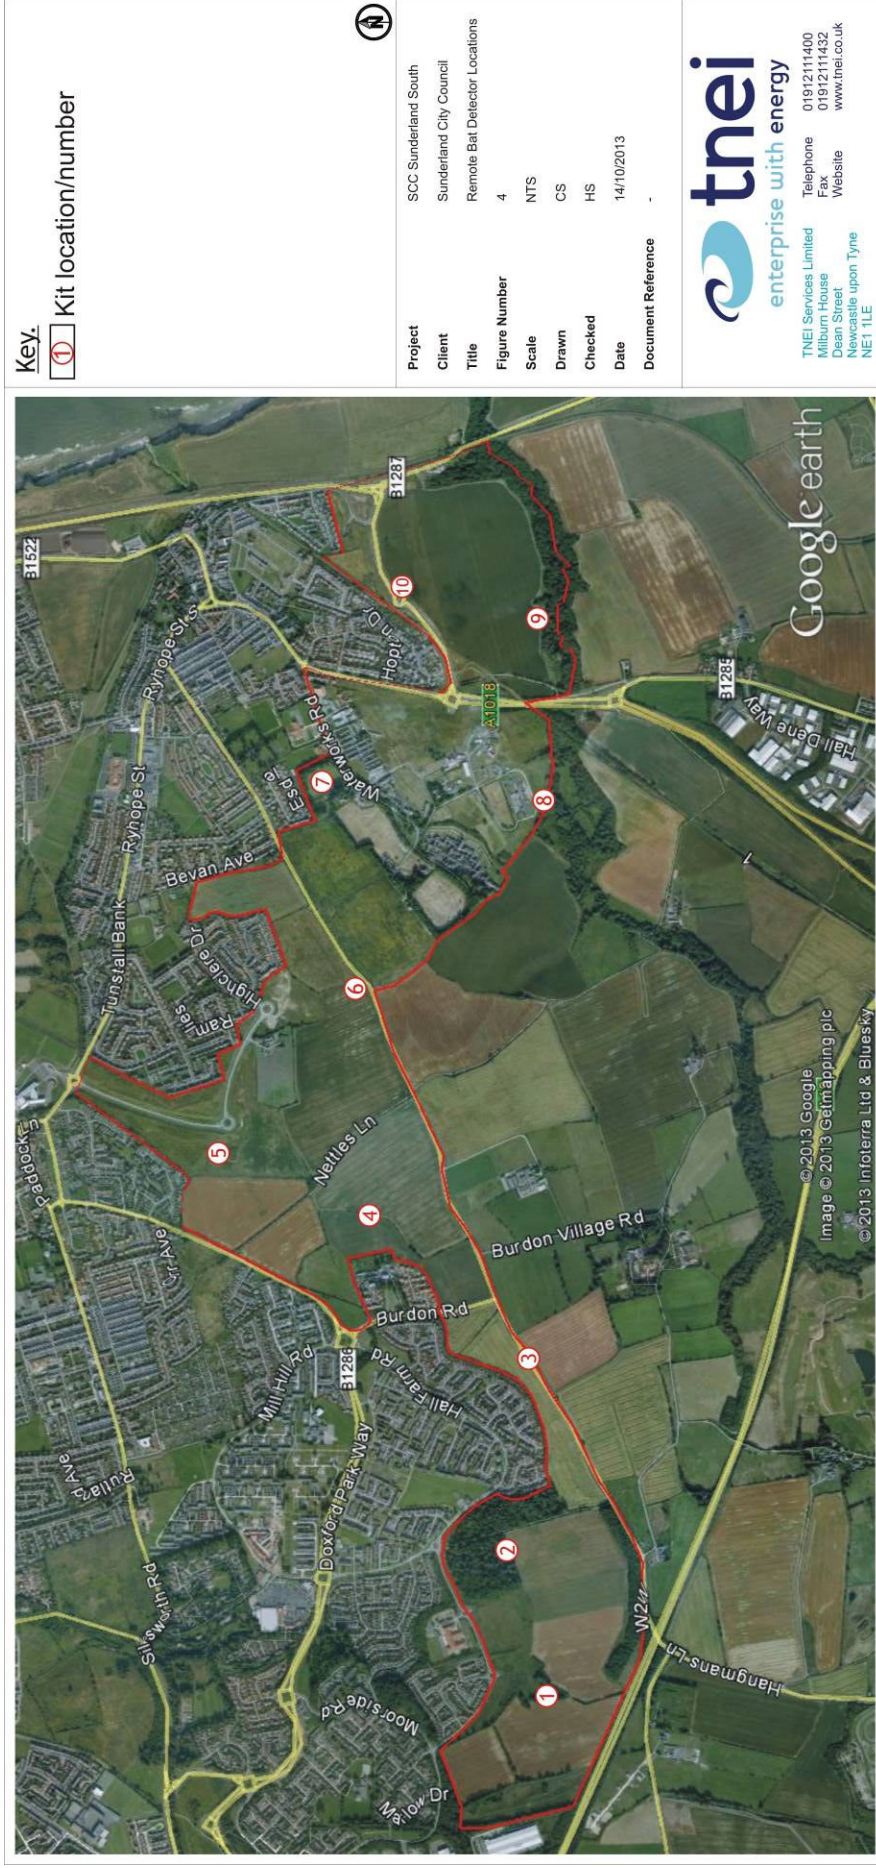 Key.
① Kit location/number
N
Project SCC Sunderland South
Client Sunderland City Council
Title Remote Bat Detector Locations
Figure Number 4
Scale NTS
Drawn CS
Checked HS
Date 14/10/2013
Document Reference -
tnei
enterprise with energy
TNEI Services Limited
Milburn House
Dean Street
Newcastle upon Tyne
NE1 1LE
Telephone 01912111400
Fax 01912111432
Website www.tnei.co.uk
B1522
Paddock Ln
Ryhope St S
Ryhope St
Tunstall Bank
Rutland Ave
Silksworth Rd
Bevan Ave
Highclere Dr
Ramilies
Esd
B1287
Mill Hill Rd
Waterworks Rd
Hopton Dr
B1286
Nettles Ln
Doxford Park Way
Hall Farm Rd
Burdon Rd
Moorside Rd
Mallow Dr
A1018
Burdon Village Rd
B1285
Hall Dene Way
Hangmans Ln
1
2
3
4
5
6
7
8
9
10
1
© 2013 Google
Image © 2013 Getmapping plc
© 2013 Infoterra Ltd & Bluesky
Google earth